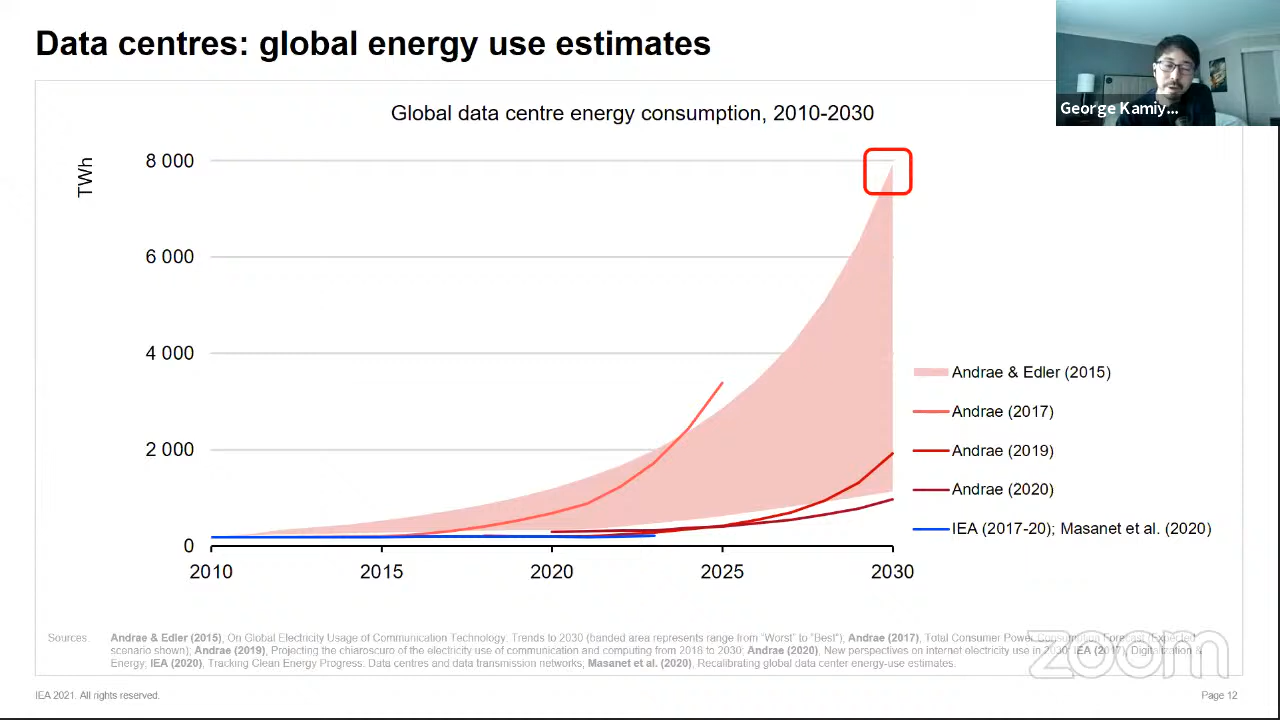 Data centres: global energy use estimates
George Kamiy...
Global data centre energy consumption, 2010-2030
TWh
8 000
6 000
4 000
2 000
0
2010
2015
2020
2025
2030
Andrae & Edler (2015)
Andrae (2017)
Andrae (2019)
Andrae (2020)
IEA (2017-20); Masanet et al. (2020)
Sources: Andrae & Edler (2015), On Global Electricity Usage of Communication Technology: Trends to 2030 (banded area represents range from "Worst" to "Best"), Andrae (2017), Total Consumer Power Consumption Forecast (Expected
scenario shown); Andrae (2019), Projecting the chiaroscuro of the electricity use of communication and computing from 2018 to 2030; Andrae (2020), New perspectives on internet electricity use in 2030; IEA (2017), Digitalization &
Energy; IEA (2020), Tracking Clean Energy Progress: Data centres and data transmission networks; Masanet et al. (2020), Recalibrating global data center energy-use estimates.
zoom
IEA 2021. All rights reserved.
Page 12